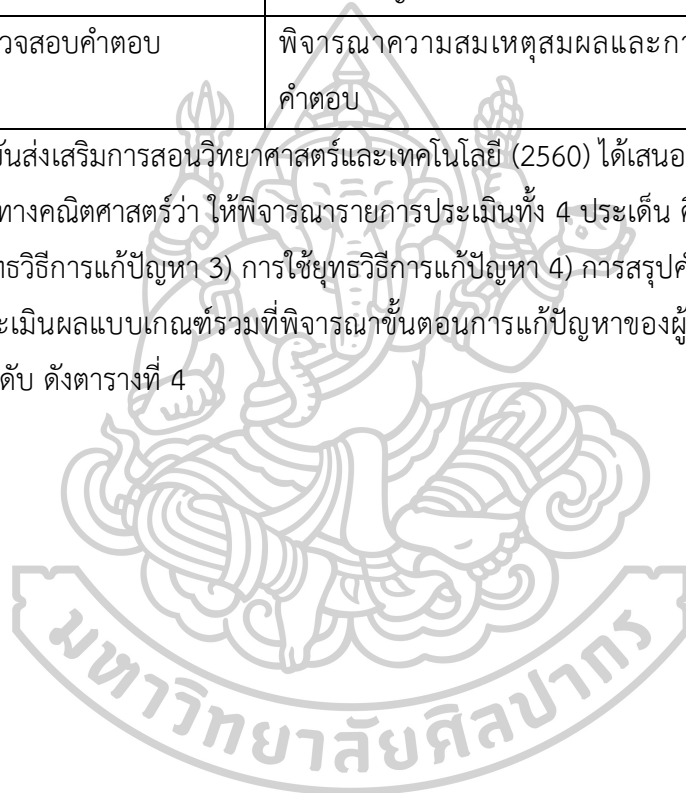 วจสอบคำตอบ
พิจารณาความสมเหตุสมผลและกา
คำตอบ
บันส่งเสริมการสอนวิทยาศาสตร์และเทคโนโลยี (2560) ได้เสนอ
ทางคณิตศาสตร์ว่า ให้พิจารณารายการประเมินทั้ง 4 ประเด็น คื
ทธวิธีการแก้ปัญหา 3) การใช้ยุทธวิธีการแก้ปัญหา 4) การสรุปคำ
ะเมินผลแบบเกณฑ์รวมที่พิจารณาขั้นตอนการแก้ปัญหาของผู้
ดับ ดังตารางที่ 4
มหาวิทยาลัยศิลปากร